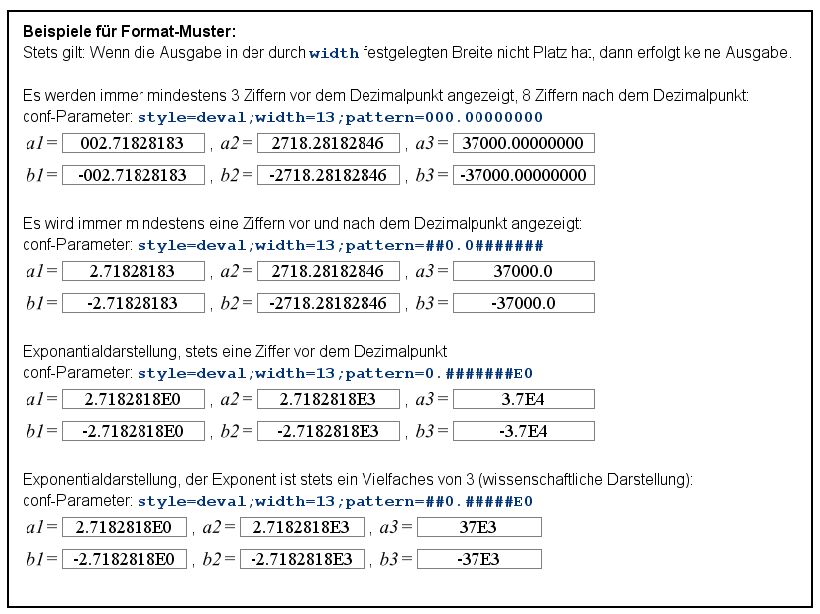 Beispiele für Format-Muster:
Stets gilt: Wenn die Ausgabe in der durch width festgelegten Breite nicht Platz hat, dann erfolgt keine Ausgabe.
Es werden immer mindestens 3 Ziffern vor dem Dezimalpunkt angezeigt, 8 Ziffern nach dem Dezimalpunkt:
conf-Parameter: style=deval;width=13;pattern=000.00000000
a1= 002.71828183 , a2= 2718.28182846 , a3= 37000.00000000
b1= -002.71828183 , b2= -2718.28182846 , b3= -37000.00000000
Es wird immer mindestens eine Ziffern vor und nach dem Dezimalpunkt angezeigt:
conf-Parameter: style=deval;width=13;pattern=##0.0#######
a1= 2.71828183 , a2= 2718.28182846 , a3= 37000.0
b1= -2.71828183 , b2= -2718.28182846 , b3= -37000.0
Exponantialdarstellung, stets eine Ziffer vor dem Dezimalpunkt
conf-Parameter: style=deval;width=13;pattern=0.#######E0
a1= 2.7182818E0 , a2= 2.7182818E3 , a3= 3.7E4
b1= -2.7182818E0 , b2= -2.7182818E3 , b3= -3.7E4
Exponentialdarstellung, der Exponent ist stets ein Vielfaches von 3 (wissenschaftliche Darstellung):
conf-Parameter: style=deval;width=13;pattern=##0.#####E0
a1= 2.7182818E0 , a2= 2.7182818E3 , a3= 37E3
b1= -2.7182818E0 , b2= -2.7182818E3 , b3= -37E3